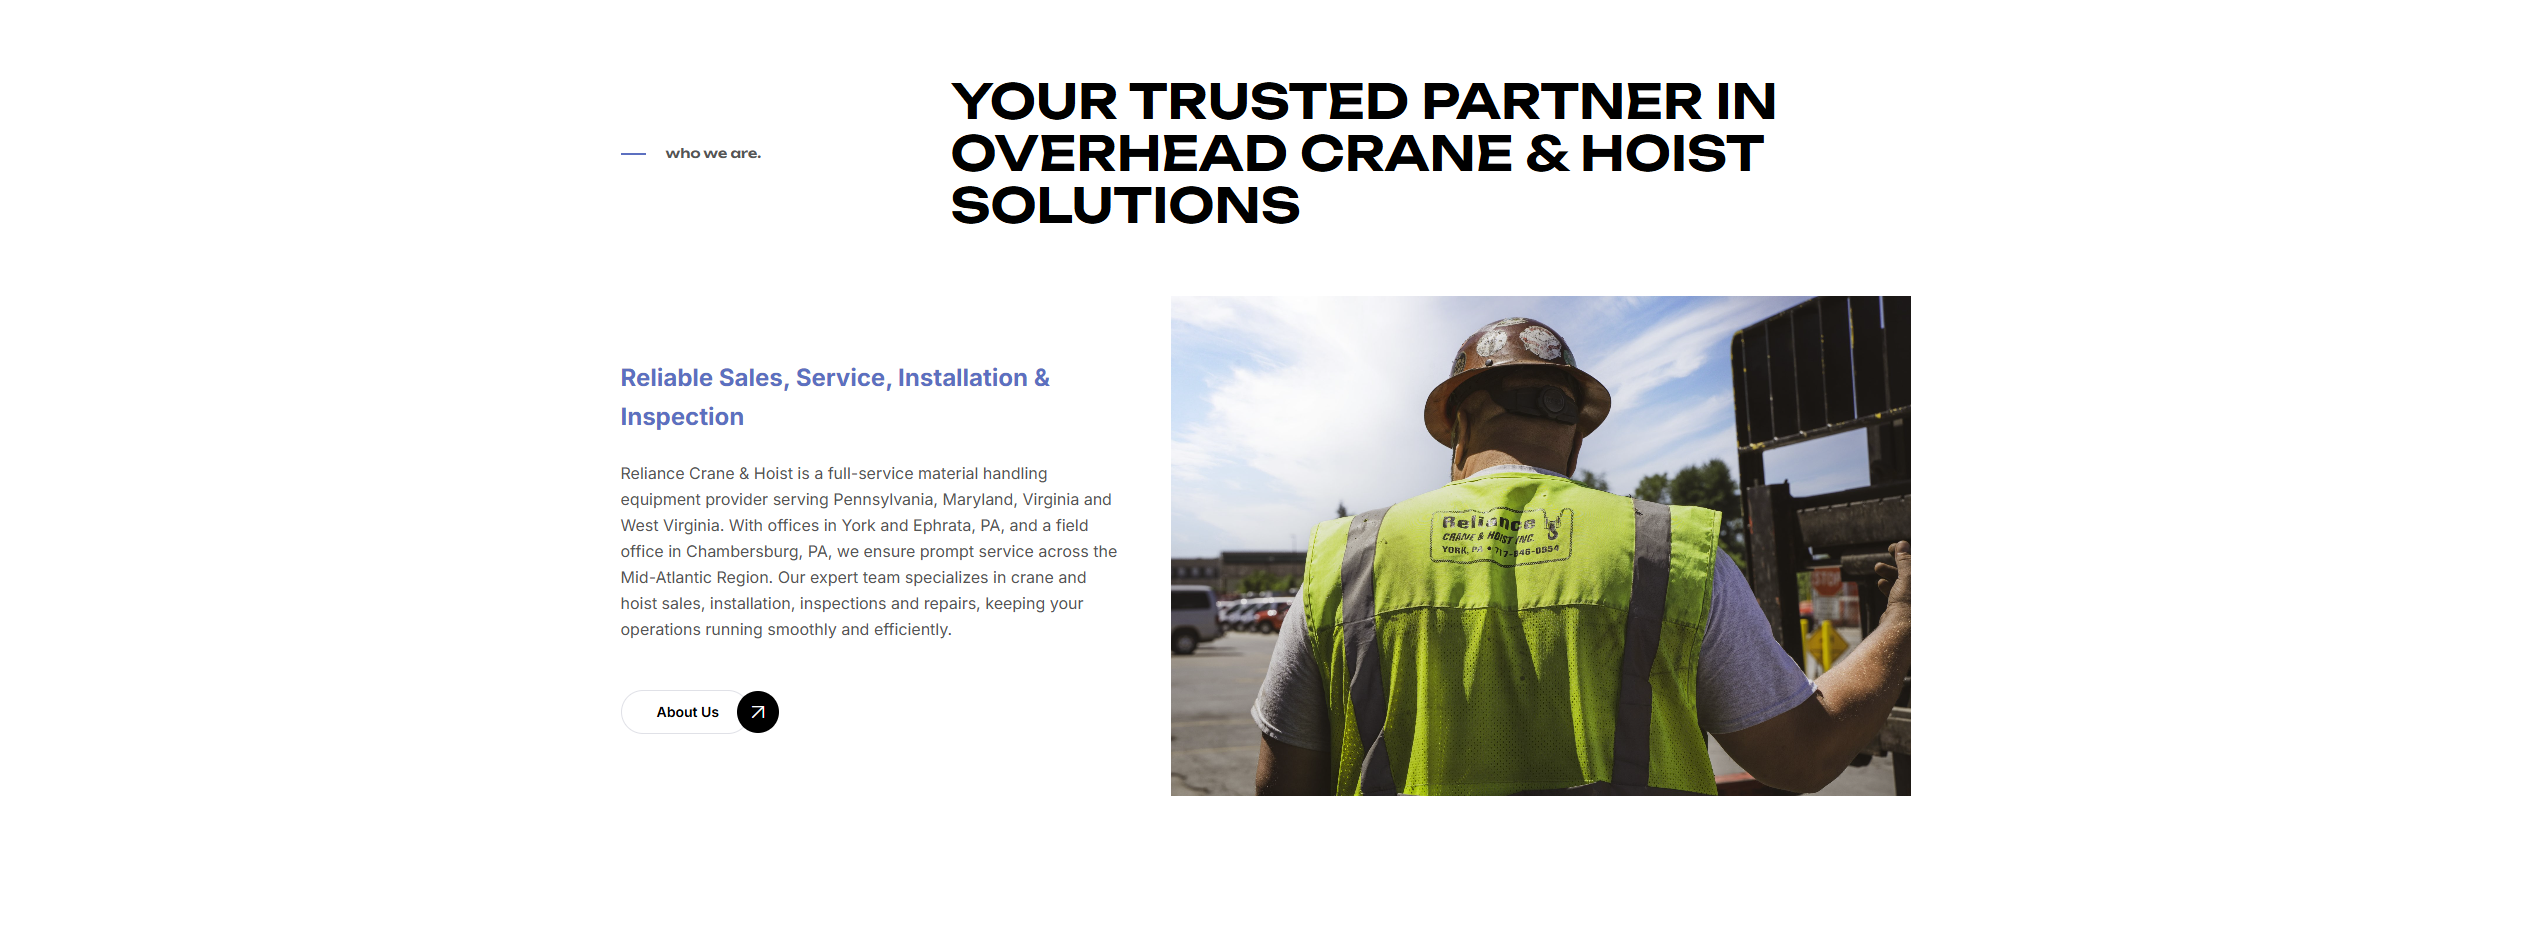 who we are.
YOUR TRUSTED PARTNER IN
OVERHEAD CRANE & HOIST
SOLUTIONS
Reliable Sales, Service, Installation &
Inspection
Reliance Crane & Hoist is a full-service material handling
equipment provider serving Pennsylvania, Maryland, Virginia and
West Virginia. With offices in York and Ephrata, PA, and a field
office in Chambersburg, PA, we ensure prompt service across the
Mid-Atlantic Region. Our expert team specializes in crane and
hoist sales, installation, inspections and repairs, keeping your
operations running smoothly and efficiently.
About Us
Reliance
CRANE & HOIST INC.
YORK, PA •
STOP